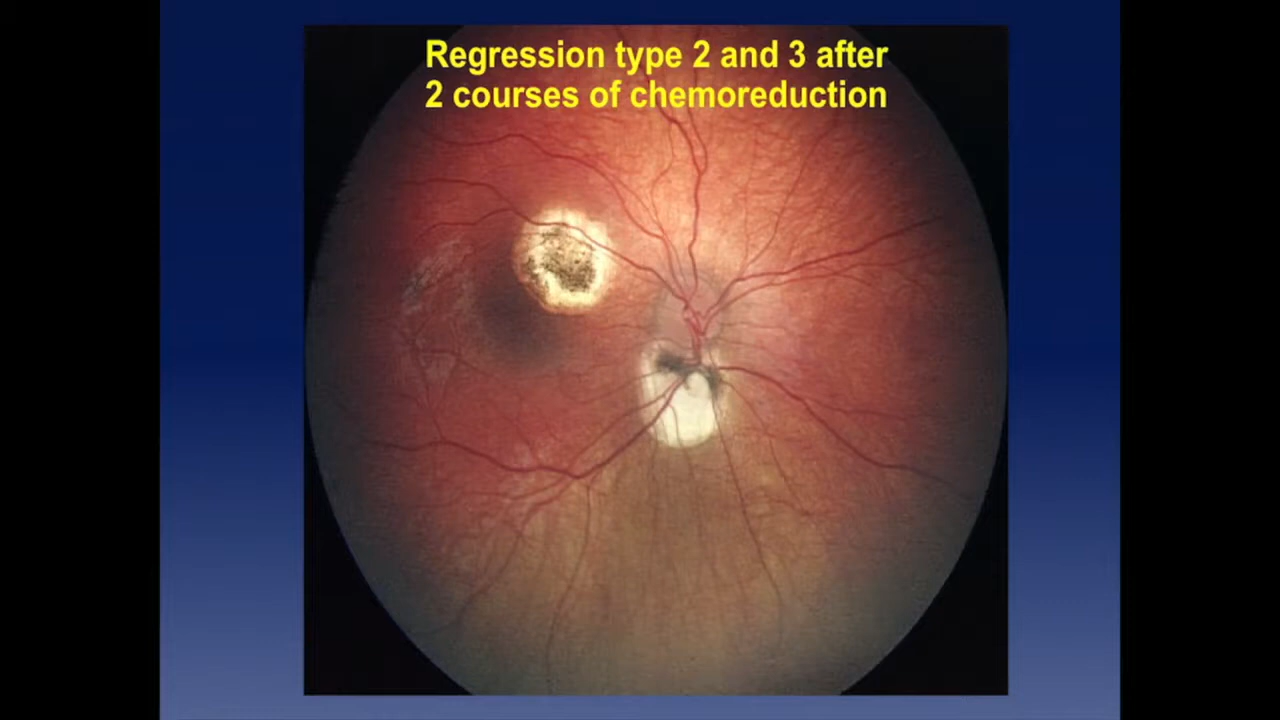 Regression type 2 and 3 after
2 courses of chemoreduction